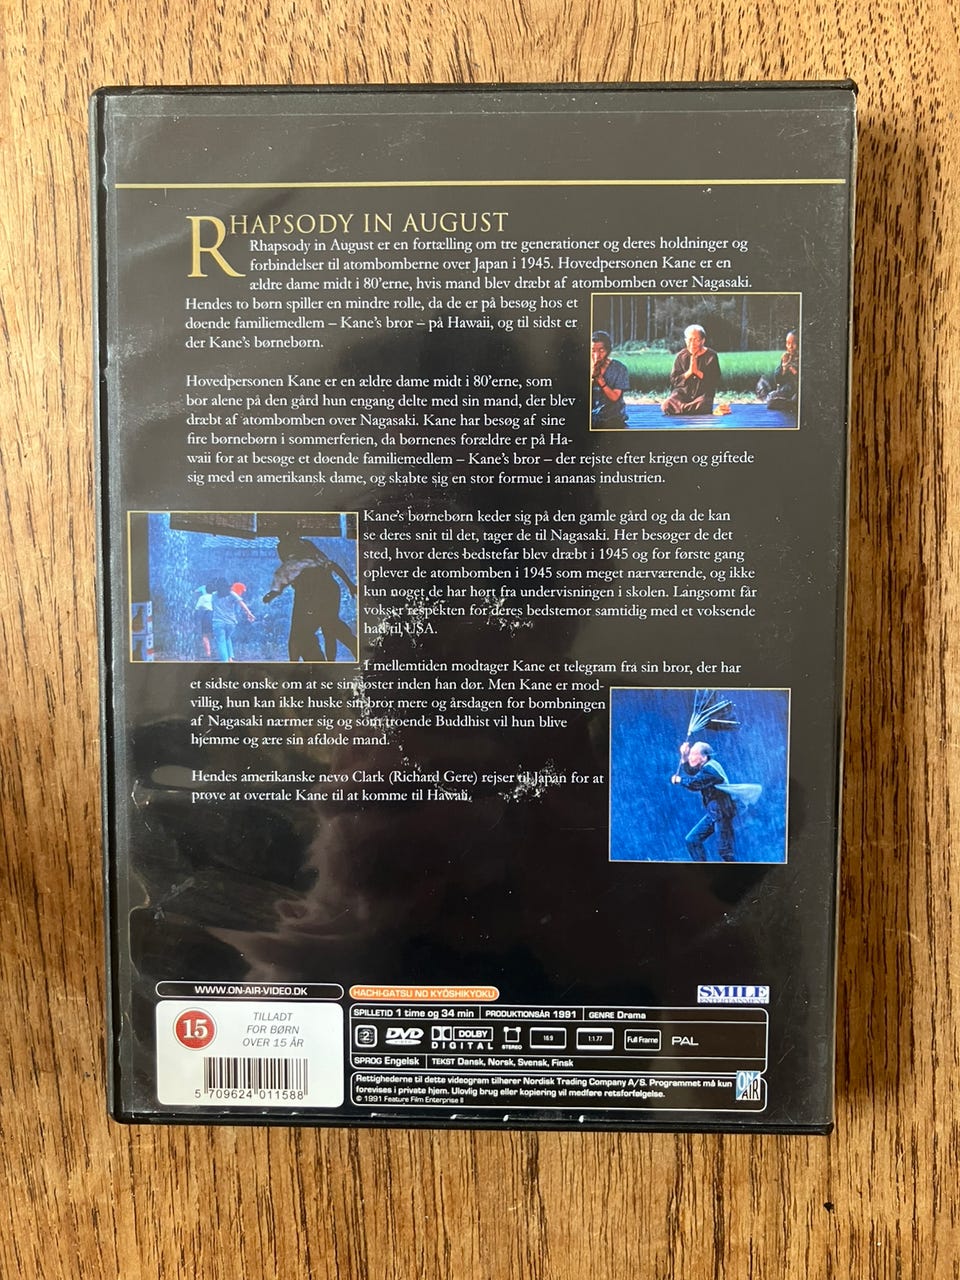 RHAPSODY IN AUGUST
Rhapsody in August er en fortælling om tre generationer og deres holdninger og
forbindelser til atombomberne over Japan i 1945. Hovedpersonen Kane er en
ældre dame midt i 80'erne, hvis mand blev dræbt af atombomben over Nagasaki.
Hendes to børn spiller en mindre rolle, da de er på besøg hos et
døende familiemedlem – Kane's bror – på Hawaii, og til sidst er
der Kane's børnebørn.
Hovedpersonen Kane er en ældre dame midt i 80'erne, som
bor alene på den gård hun engang delte med sin mand, der blev
dræbt af atombomben over Nagasaki. Kane har besøg af sine
fire børnebørn i sommerferien, da børnenes forældre er på Ha-
waii for at besøge et døende familiemedlem – Kane's bror – der rejste efter krigen og giftede
sig med en amerikansk dame, og skabte sig en stor formue i ananas industrien.
Kane's børnebørn keder sig på den gamle gård og da de kan
se deres snit til det, tager de til Nagasaki. Her besøger de det
sted, hvor deres bedstefar blev dræbt i 1945 og for første gang
oplever de atombomben i 1945 som meget nærværende, og ikke
kun noget de har hørt fra undervisningen i skolen. Langsomt får
vokser respekten for deres bedstemor samtidig med et voksende
had til USA.
I mellemtiden modtager Kane et telegram fra sin bror, der har
et sidste ønske om at se sin søster inden han dør. Men Kane er mod-
villig, hun kan ikke huske sin bror mere og årsdagen for bombningen
af Nagasaki nærmer sig og som troende Buddhist vil hun blive
hjemme og ære sin afdøde mand.
Hendes amerikanske nevø Clark (Richard Gere) rejser til Japan for at
prøve at overtale Kane til at komme til Hawaii.
WWW.ON-AIR-VIDEO.DK
HACHI-GATSU NO KYÔSHIKYOKU
SMILE
ENTERTAINMENT
15
TILLADT
FOR BØRN
OVER 15 ÅR
5 709624 011588
SPILLETID 1 time og 34 min
PRODUKTIONSÅR 1991
GENRE Drama
2
DVD
VIDEO
DOLBY
DIGITAL
STEREO
16:9
1:1.77
Full Frame
PAL
SPROG Engelsk
TEKST Dansk, Norsk, Svensk, Finsk
Rettighederne til dette videogram tilhører Nordisk Trading Company A/S. Programmet må kun
forevises i private hjem. Ulovlig brug eller kopiering vil medføre retsforfølgelse.
© 1991 Feature Film Enterprise II
ON AIR